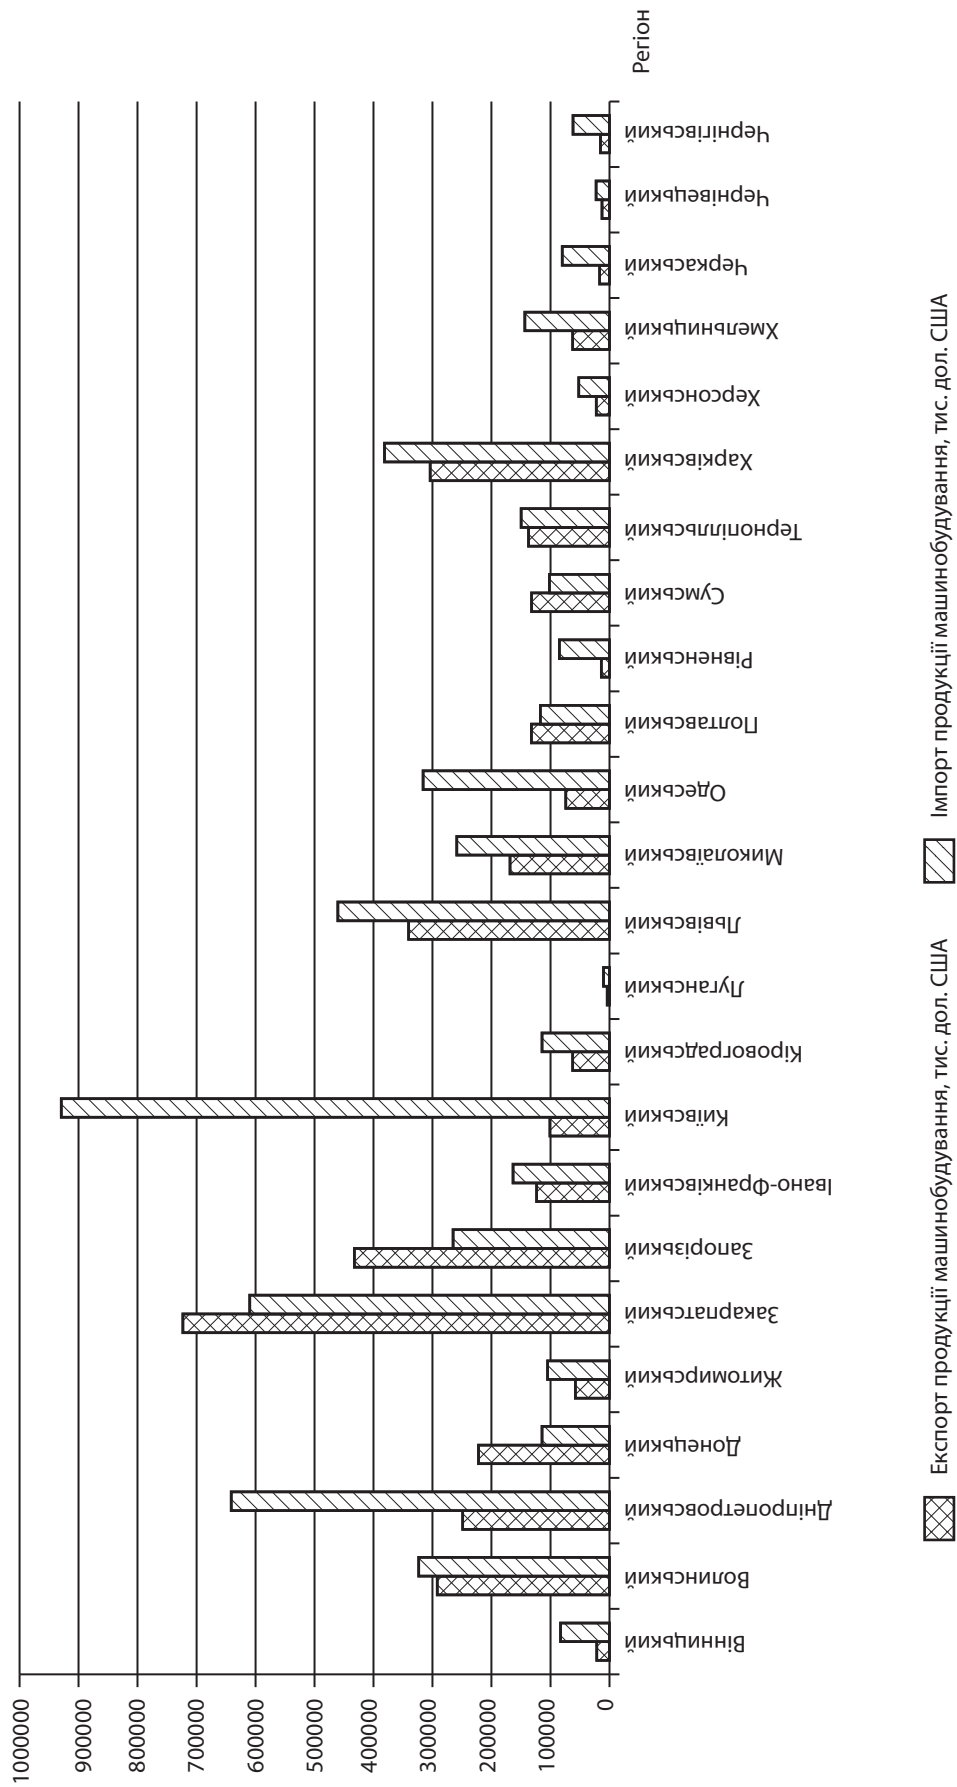 1000000
900000
800000
700000
600000
500000
400000
300000
200000
100000
0
Вінницький
Волинський
Дніпропетровський
Донецький
Житомирський
Закарпатський
Запорізький
Івано-Франківський
Київський
Кіровоградський
Луганський
Львівський
Миколаївський
Одеський
Полтавський
Рівненський
Сумський
Тернопілльський
Харківський
Херсонський
Хмельницький
Черкаський
Чернівецький
Чернігівський
Регіон
Експорт продукції машинобудування, тис. дол. США
Імпорт продукції машинобудування, тис. дол. США